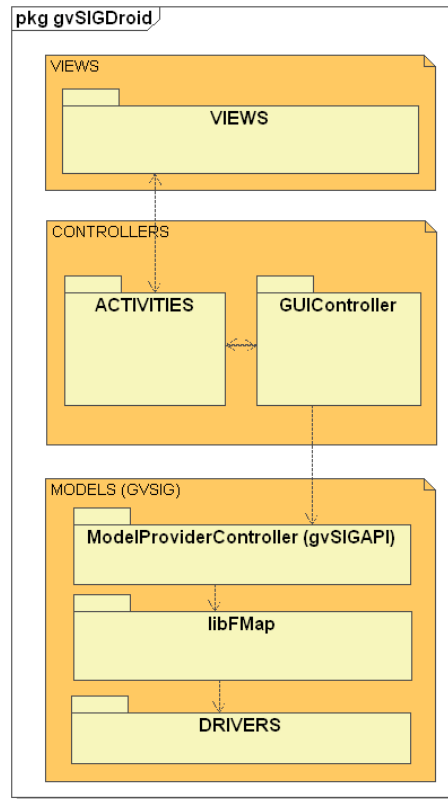 pkg gvSIGDroid
VIEWS
VIEWS
CONTROLLERS
ACTIVITIES
GUIController
MODELS (GVSIG)
ModelProviderController (gvSIGAPI)
libFMap
DRIVERS